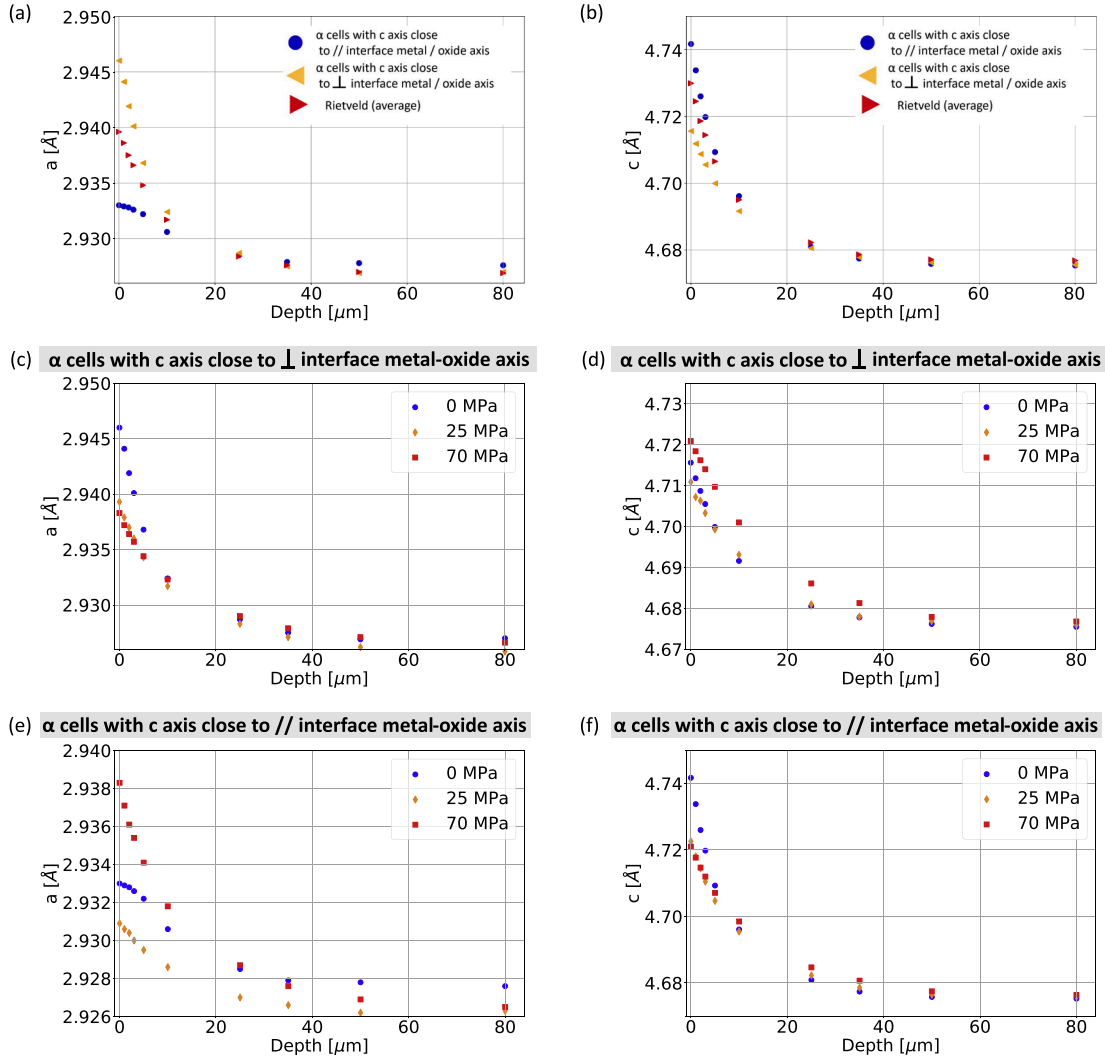 (a)
2.950
2.945
2.940
2.935
2.930
a [Å]
α cells with c axis close
to // interface metal / oxide axis
α cells with c axis close
to ⊥ interface metal / oxide axis
Rietveld (average)
0 20 40 60 80
Depth [μm]
(b)
4.74
4.72
4.70
4.68
c [Å]
α cells with c axis close
to // interface metal / oxide axis
α cells with c axis close
to ⊥ interface metal / oxide axis
Rietveld (average)
0 20 40 60 80
Depth [μm]
(c) α cells with c axis close to ⊥ interface metal-oxide axis
2.950
2.945
2.940
2.935
2.930
a [Å]
0 MPa
25 MPa
70 MPa
0 20 40 60 80
Depth [μm]
(d) α cells with c axis close to ⊥ interface metal-oxide axis
4.73
4.72
4.71
4.70
4.69
4.68
4.67
c [Å]
0 MPa
25 MPa
70 MPa
0 20 40 60 80
Depth [μm]
(e) α cells with c axis close to // interface metal-oxide axis
2.940
2.938
2.936
2.934
2.932
2.930
2.928
2.926
a [Å]
0 MPa
25 MPa
70 MPa
0 20 40 60 80
Depth [μm]
(f) α cells with c axis close to // interface metal-oxide axis
4.74
4.72
4.70
4.68
c [Å]
0 MPa
25 MPa
70 MPa
0 20 40 60 80
Depth [μm]